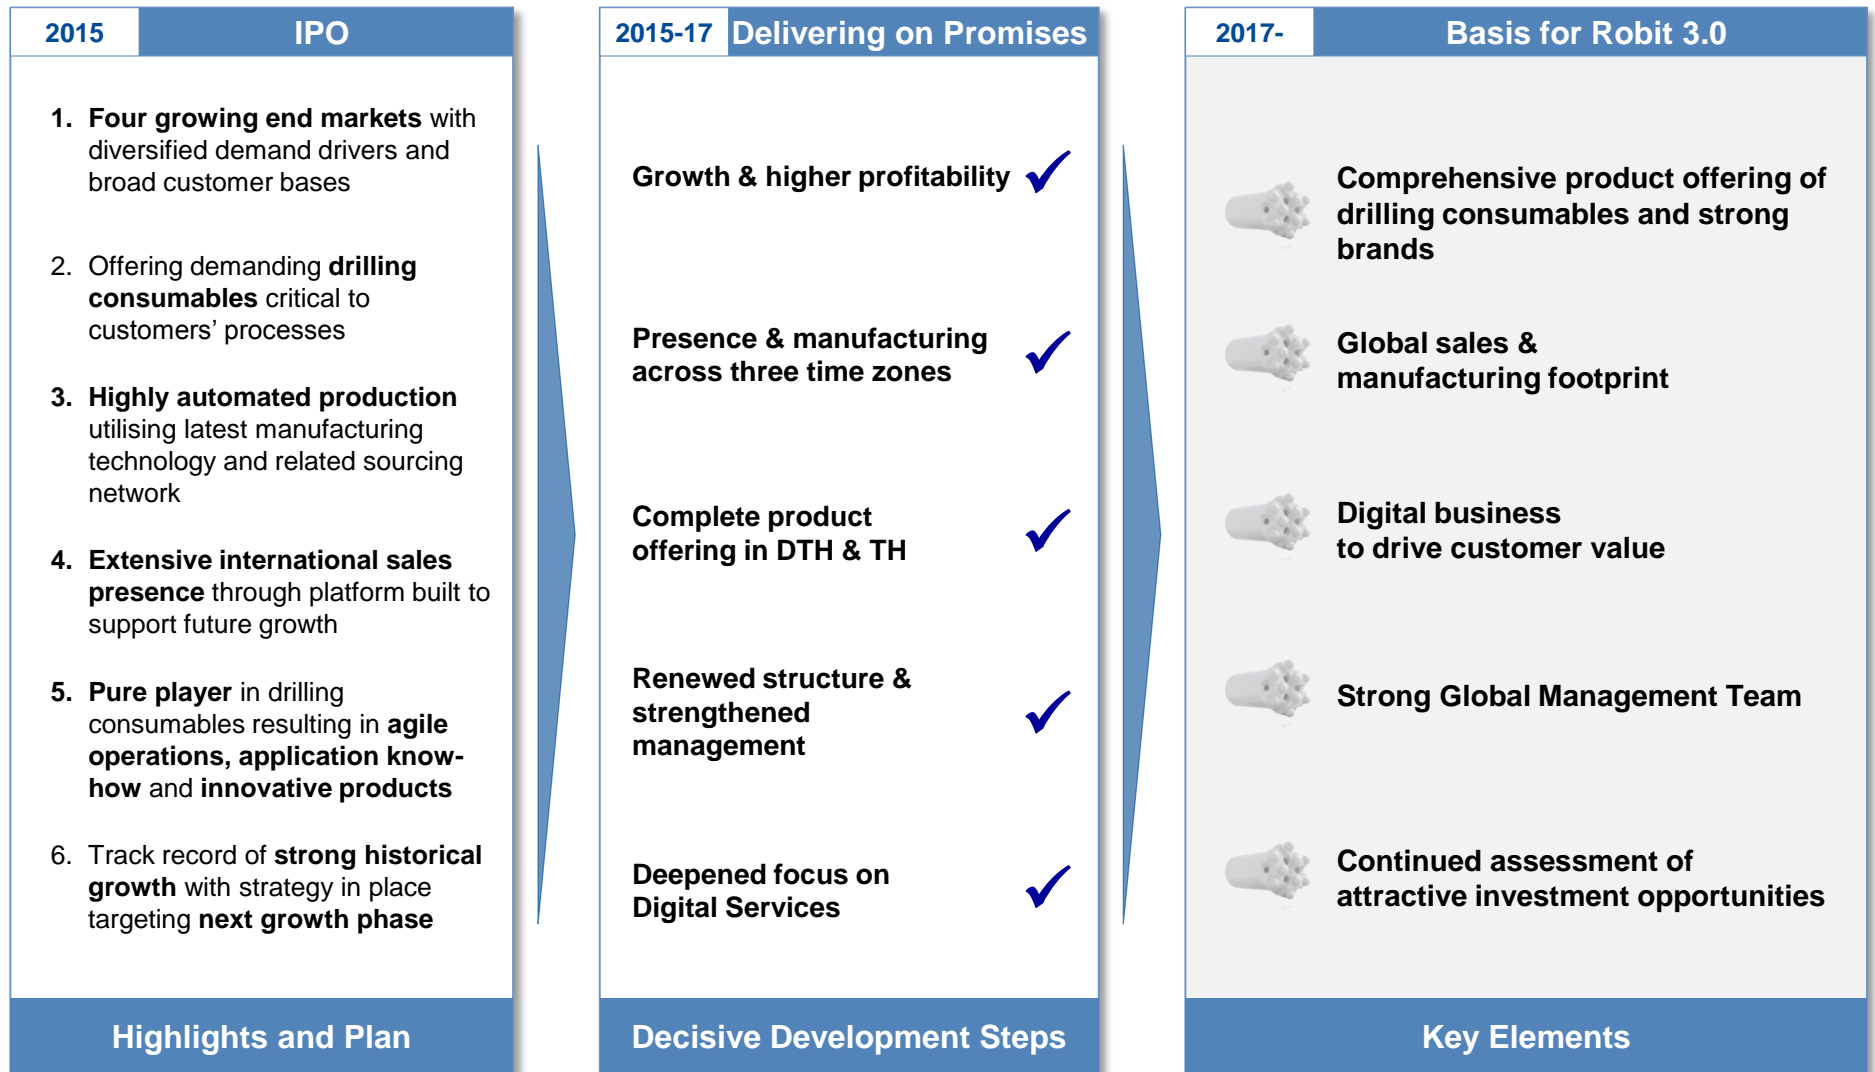 2015 IPO
1. Four growing end markets with
diversified demand drivers and
broad customer bases
2. Offering demanding drilling
consumables critical to
customers’ processes
3. Highly automated production
utilising latest manufacturing
technology and related sourcing
network
4. Extensive international sales
presence through platform built to
support future growth
5. Pure player in drilling
consumables resulting in agile
operations, application know-
how and innovative products
6. Track record of strong historical
growth with strategy in place
targeting next growth phase
Highlights and Plan
2015-17 Delivering on Promises
Growth & higher profitability
Presence & manufacturing
across three time zones
Complete product
offering in DTH & TH
Renewed structure &
strengthened
management
Deepened focus on
Digital Services
Decisive Development Steps
2017- Basis for Robit 3.0
Comprehensive product offering of
drilling consumables and strong
brands
Global sales &
manufacturing footprint
Digital business
to drive customer value
Strong Global Management Team
Continued assessment of
attractive investment opportunities
Key Elements